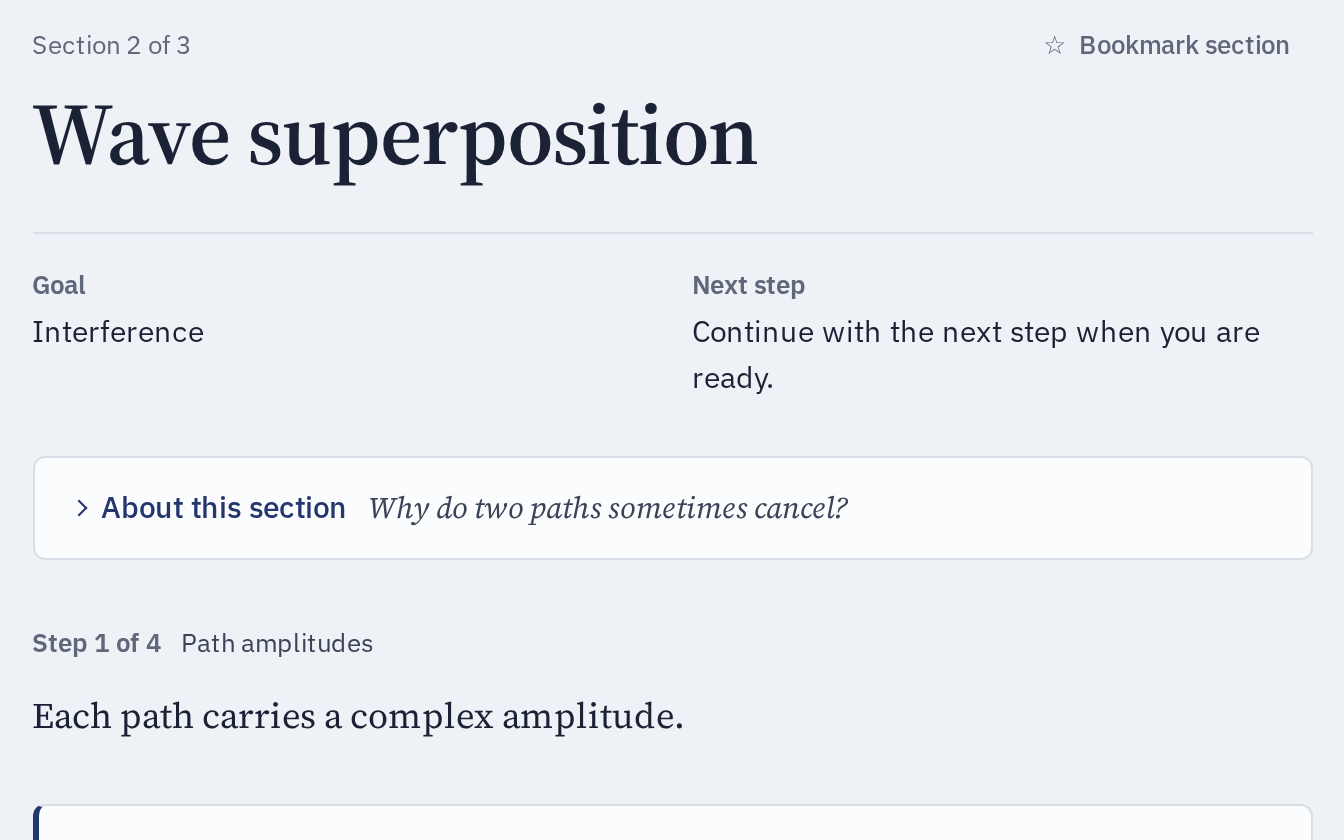 Section 2 of 3
☆ Bookmark section
Wave superposition
Goal
Interference
Next step
Continue with the next step when you are
ready.
About this section Why do two paths sometimes cancel?
Step 1 of 4 Path amplitudes
Each path carries a complex amplitude.